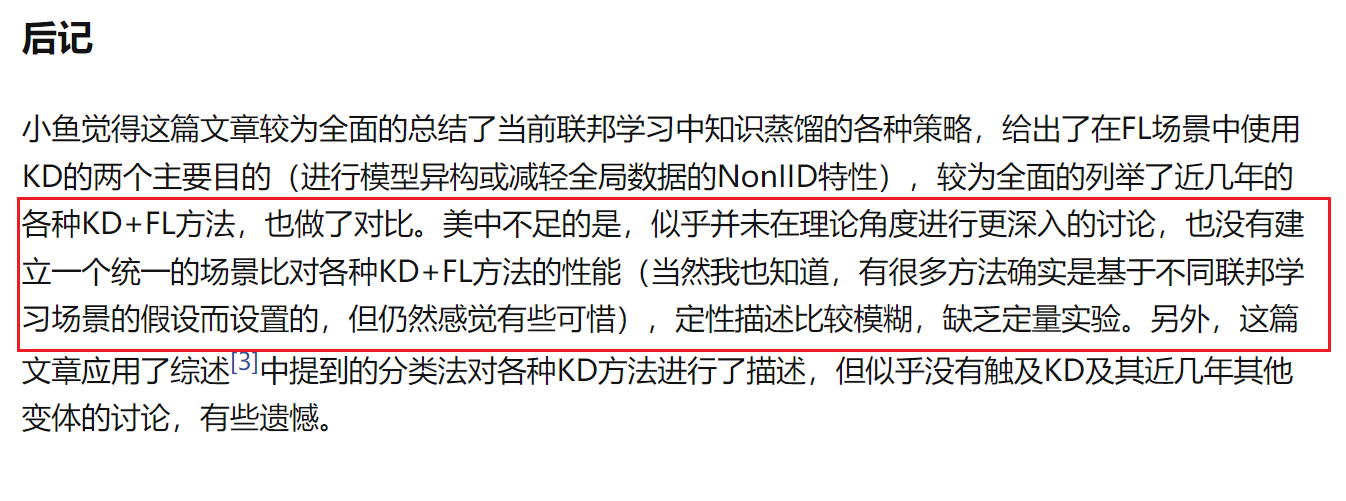 后记
小鱼觉得这篇文章较为全面的总结了当前联邦学习中知识蒸馏的各种策略，给出了在FL场景中使用
KD的两个主要目的（进行模型异构或减轻全局数据的NonIID特性），较为全面的列举了近几年的
各种KD+FL方法，也做了对比。美中不足的是，似乎并未在理论角度进行更深入的讨论，也没有建
立一个统一的场景比对各种KD+FL方法的性能（当然我也知道，有很多方法确实是基于不同联邦学
习场景的假设而设置的，但仍然感觉有些可惜），定性描述比较模糊，缺乏定量实验。另外，这篇
文章应用了综述[3]中提到的分类法对各种KD方法进行了描述，但似乎没有触及KD及其近几年其他
变体的讨论，有些遗憾。